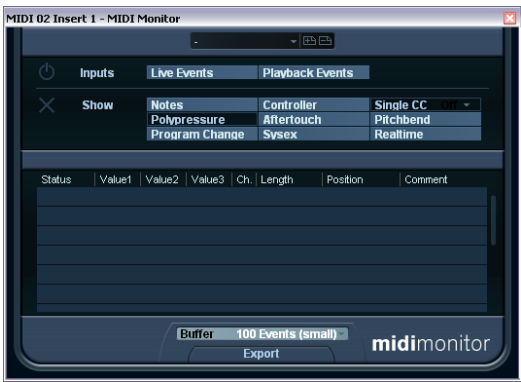 MIDI 02 Insert 1 - MIDI Monitor
-
Inputs Live Events Playback Events
Show Notes Controller Single CC Off
Polypressure Aftertouch Pitchbend
Program Change Sysex Realtime
Status Value1 Value2 Value3 Ch. Length Position Comment
Buffer 100 Events (small)
Export
midimonitor